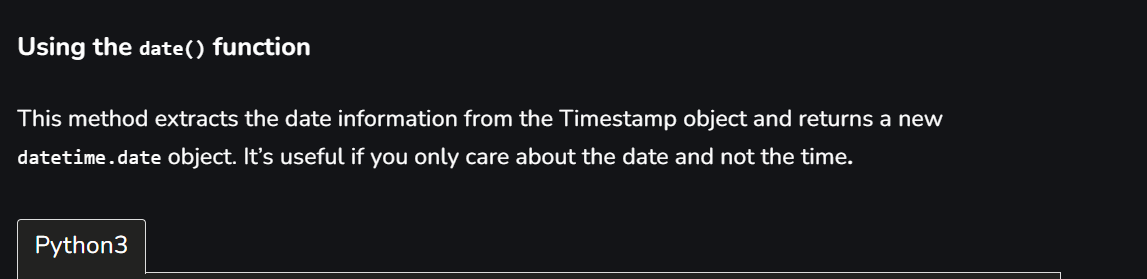 Using the date() function
This method extracts the date information from the Timestamp object and returns a new
datetime.date object. It’s useful if you only care about the date and not the time.
Python3